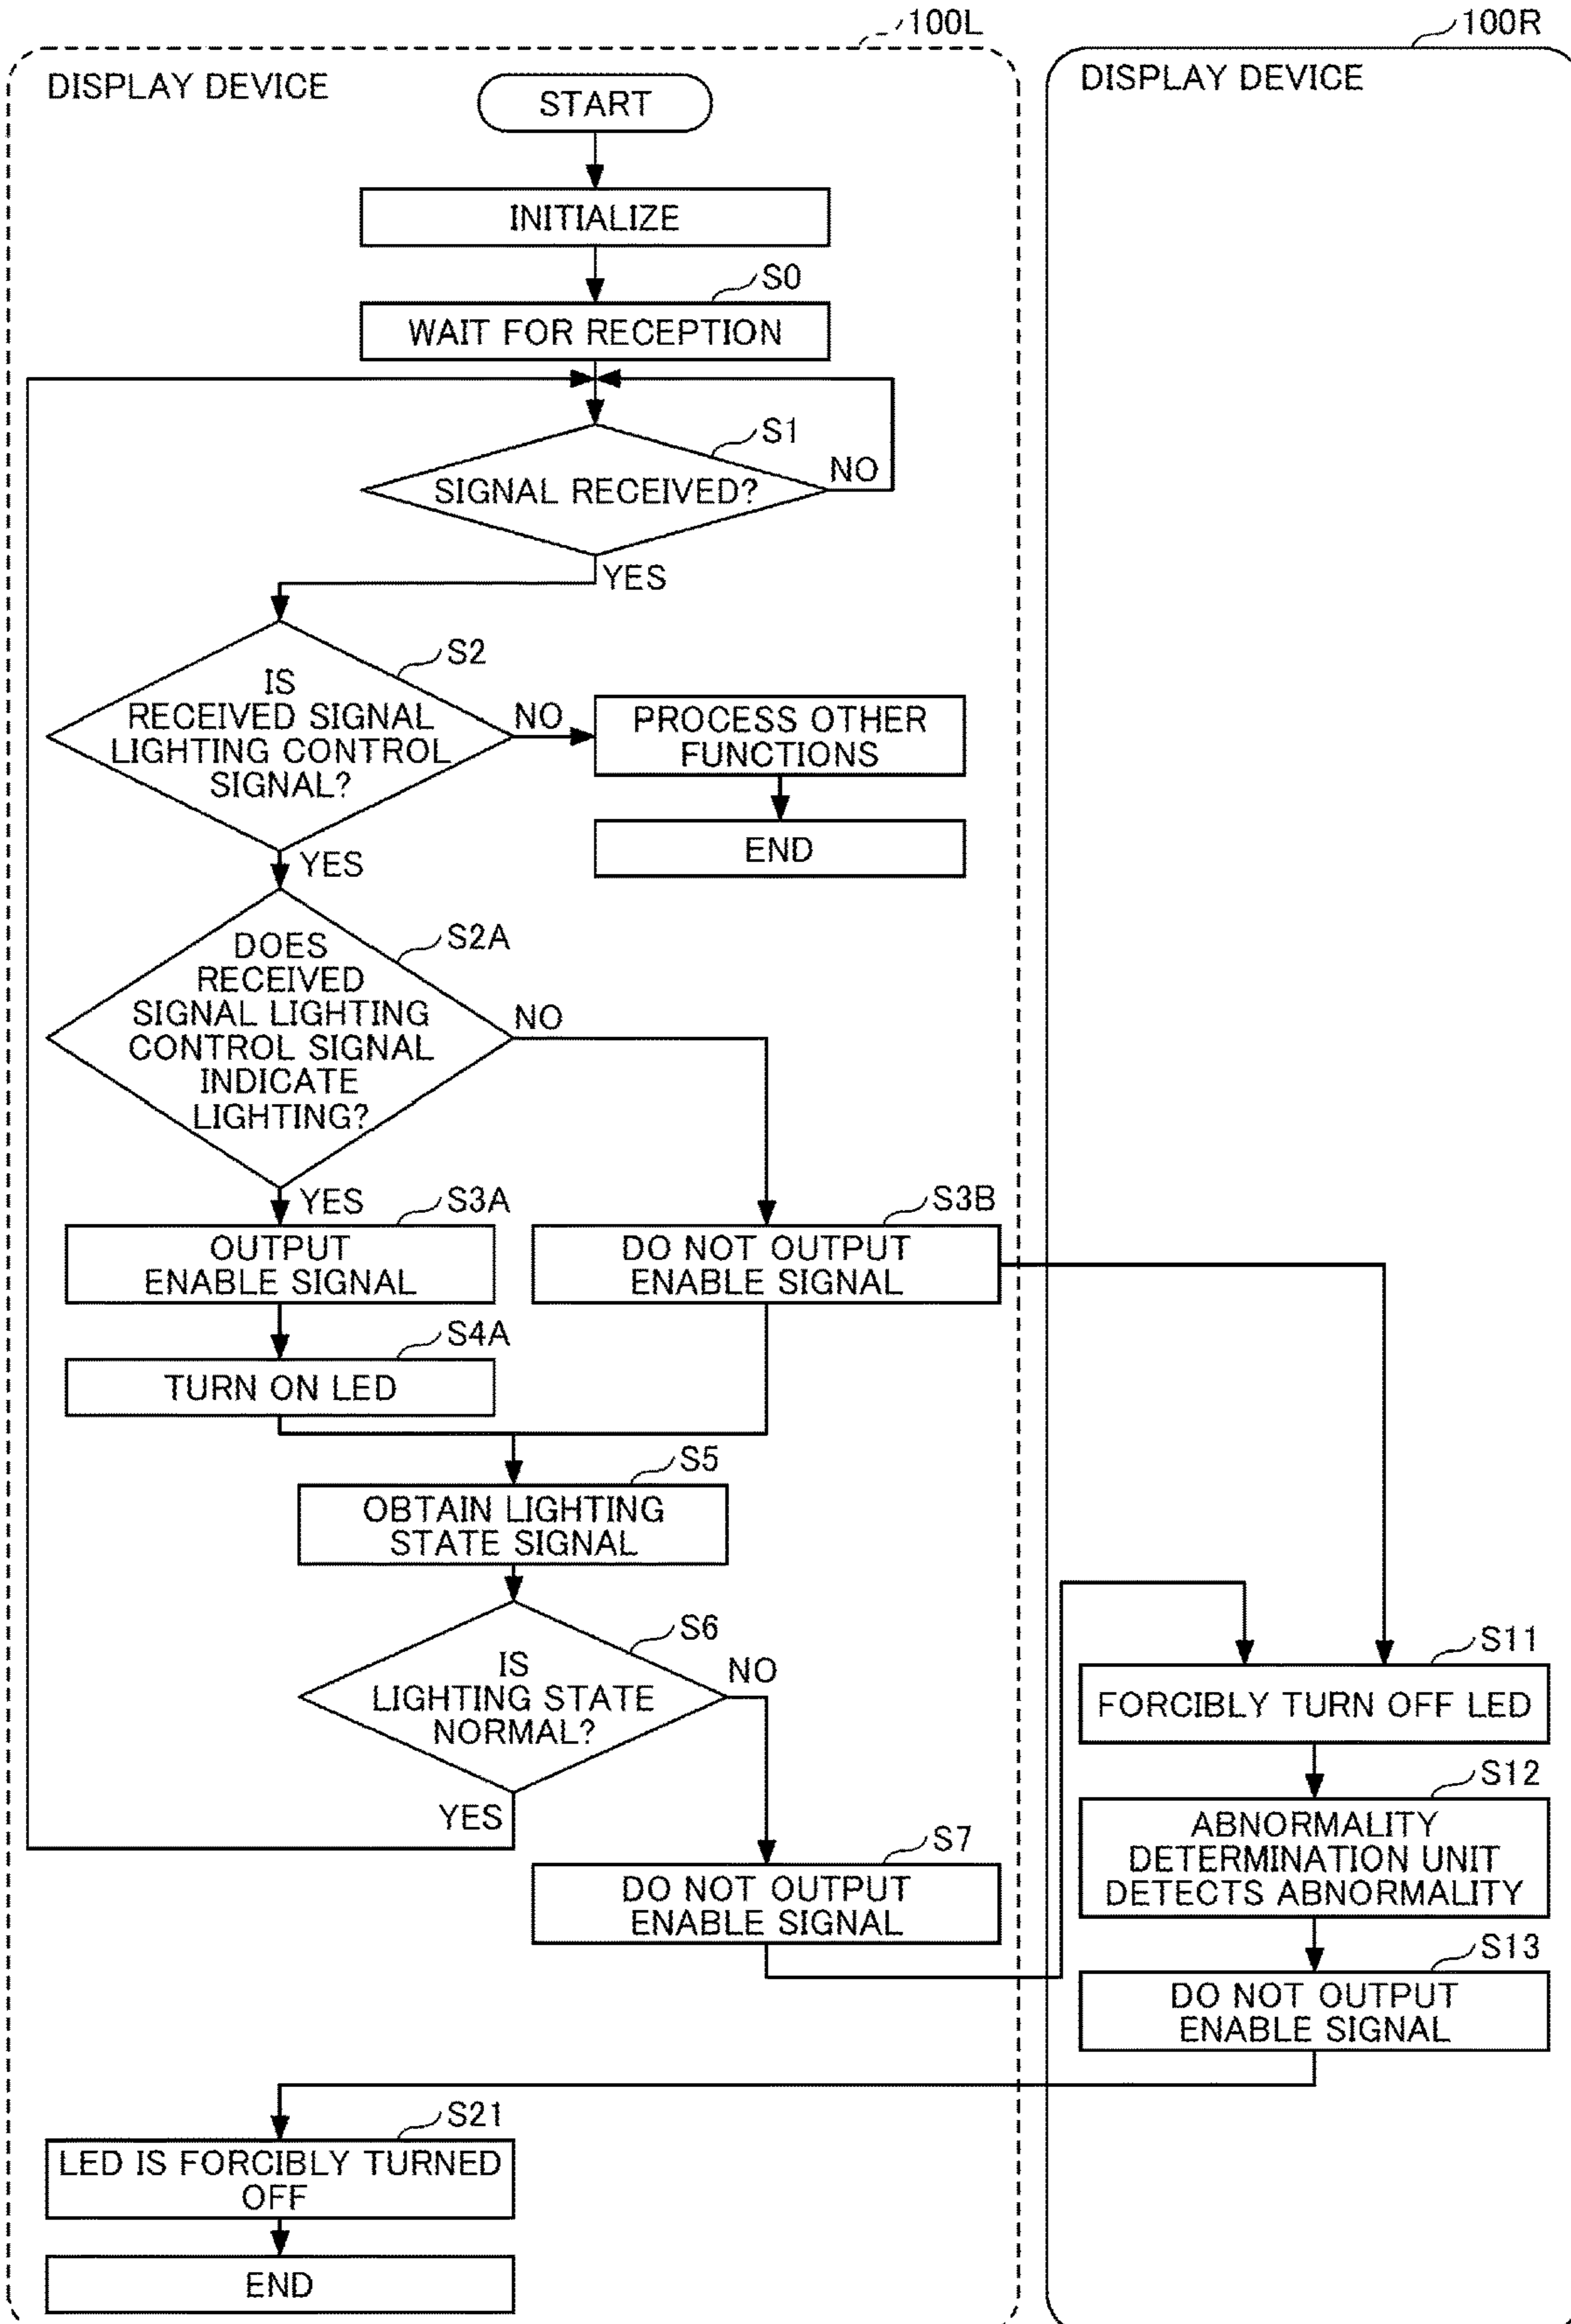 100L
100R
DISPLAY DEVICE
DISPLAY DEVICE
START
INITIALIZE
S0
WAIT FOR RECEPTION
S1
SIGNAL RECEIVED?
NO
YES
S2
IS
RECEIVED SIGNAL
LIGHTING CONTROL
SIGNAL?
NO
PROCESS OTHER
FUNCTIONS
END
YES
S2A
DOES
RECEIVED
SIGNAL LIGHTING
CONTROL SIGNAL
INDICATE
LIGHTING?
NO
YES
S3A
OUTPUT
ENABLE SIGNAL
S3B
DO NOT OUTPUT
ENABLE SIGNAL
S4A
TURN ON LED
S5
OBTAIN LIGHTING
STATE SIGNAL
S6
IS
LIGHTING STATE
NORMAL?
NO
YES
S7
DO NOT OUTPUT
ENABLE SIGNAL
S11
FORCIBLY TURN OFF LED
S12
ABNORMALITY
DETERMINATION UNIT
DETECTS ABNORMALITY
S13
DO NOT OUTPUT
ENABLE SIGNAL
S21
LED IS FORCIBLY TURNED
OFF
END